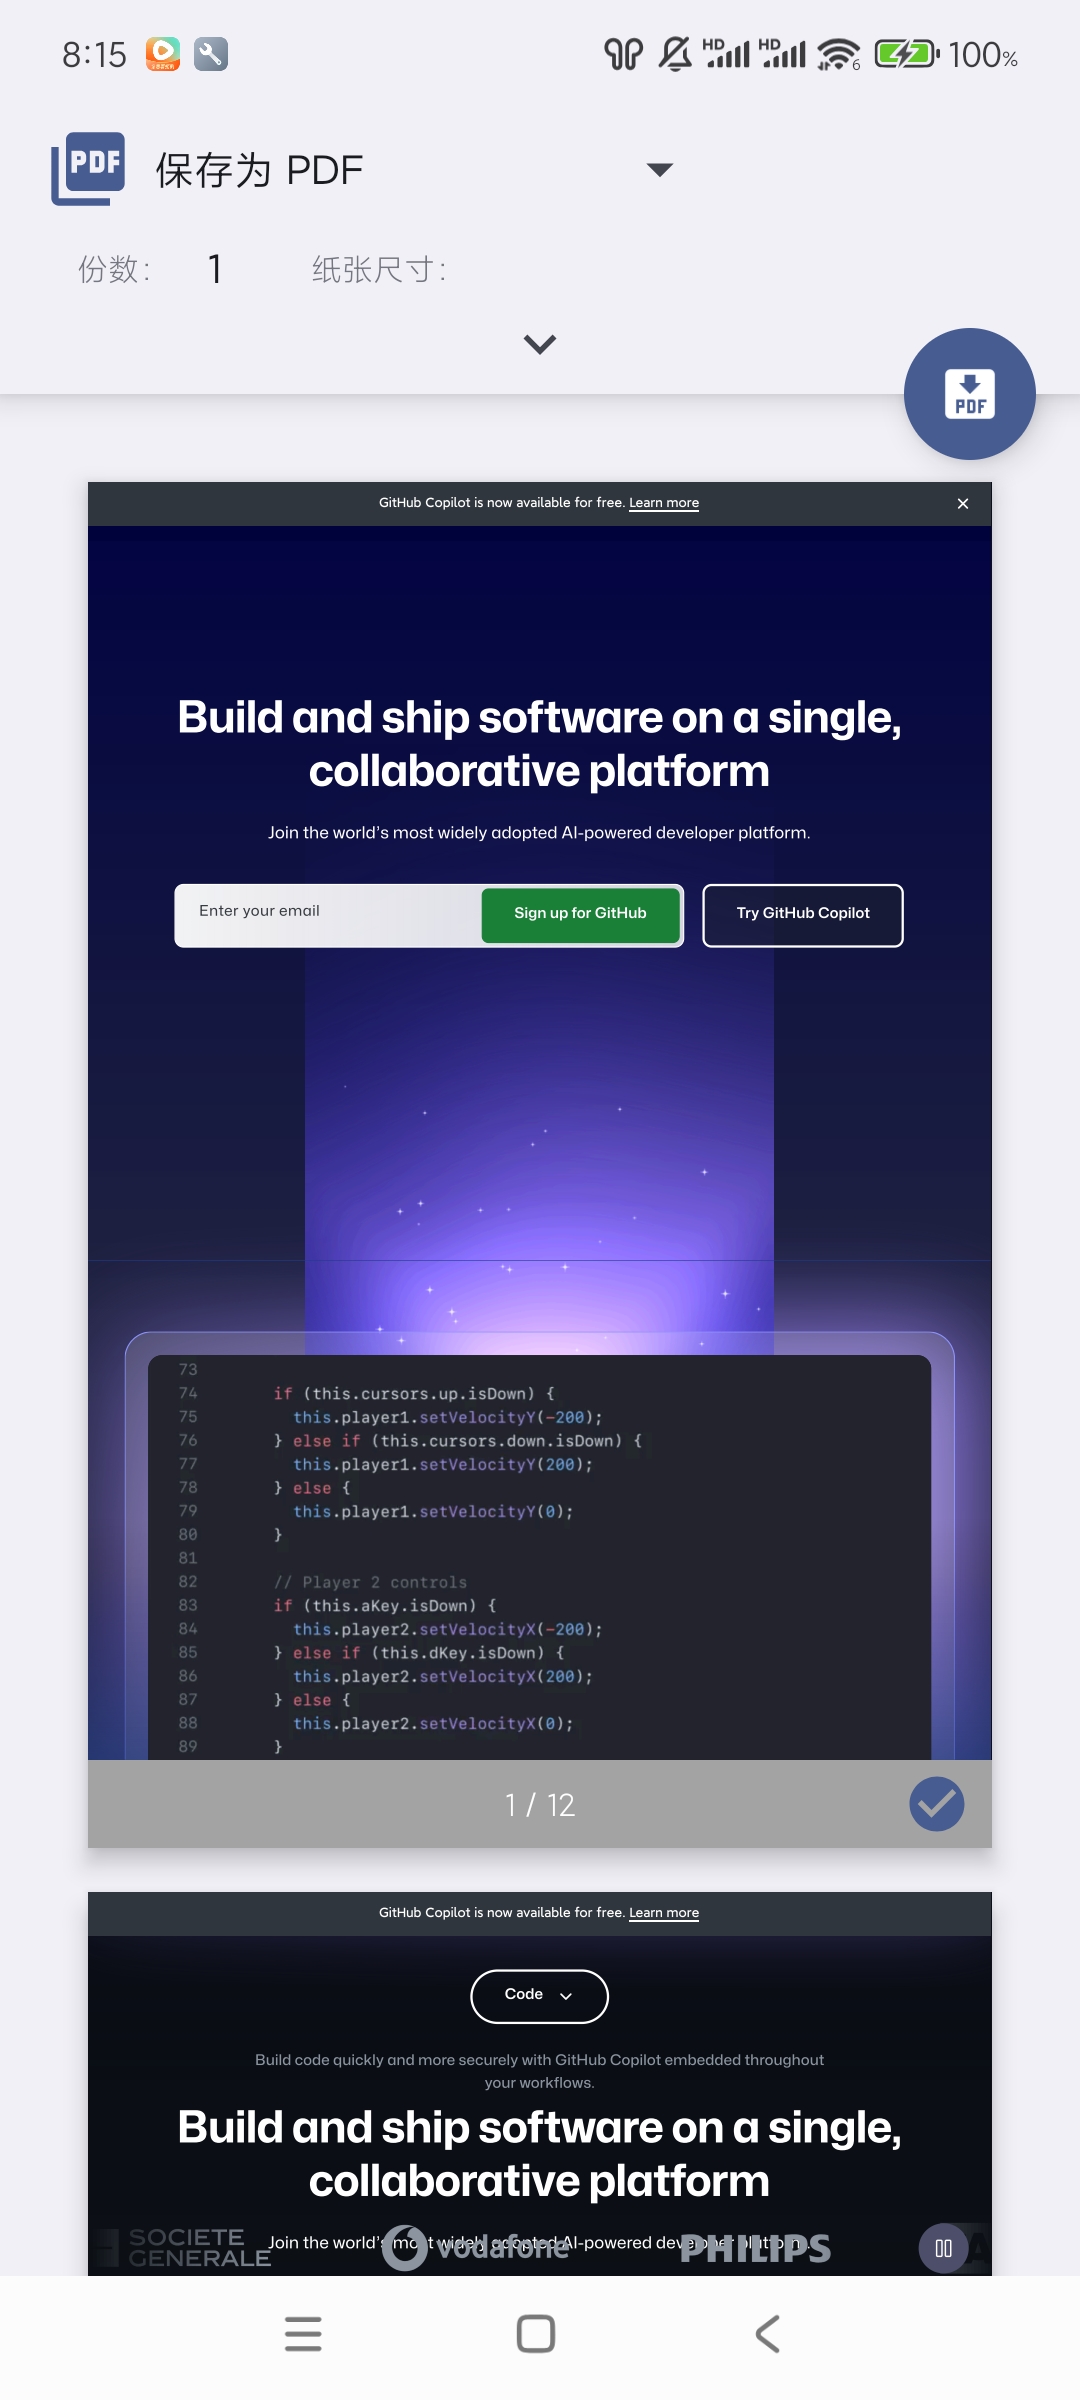 8:15
HD
HD
6
100%
PDF
保存为 PDF
份数:
1
纸张尺寸:
PDF
GitHub Copilot is now available for free. Learn more
Build and ship software on a single,
collaborative platform
Join the world's most widely adopted AI-powered developer platform.
Enter your email
Sign up for GitHub
Try GitHub Copilot
73
74 if (this.cursors.up.isDown) {
75 this.player1.setVelocityY(-200);
76 } else if (this.cursors.down.isDown) {
77 this.player1.setVelocityY(200);
78 } else {
79 this.player1.setVelocityY(0);
80 }
81
82 // Player 2 controls
83 if (this.aKey.isDown) {
84 this.player2.setVelocityX(-200);
85 } else if (this.dKey.isDown) {
86 this.player2.setVelocityX(200);
87 } else {
88 this.player2.setVelocityX(0);
89 }
1 / 12
GitHub Copilot is now available for free. Learn more
Code
Build code quickly and more securely with GitHub Copilot embedded throughout
your workflows.
Build and ship software on a single,
collaborative platform
Join the world's most widely adopted AI-powered developer platform.
SOCIETE
GENERALE
vodafone
PHILIPS